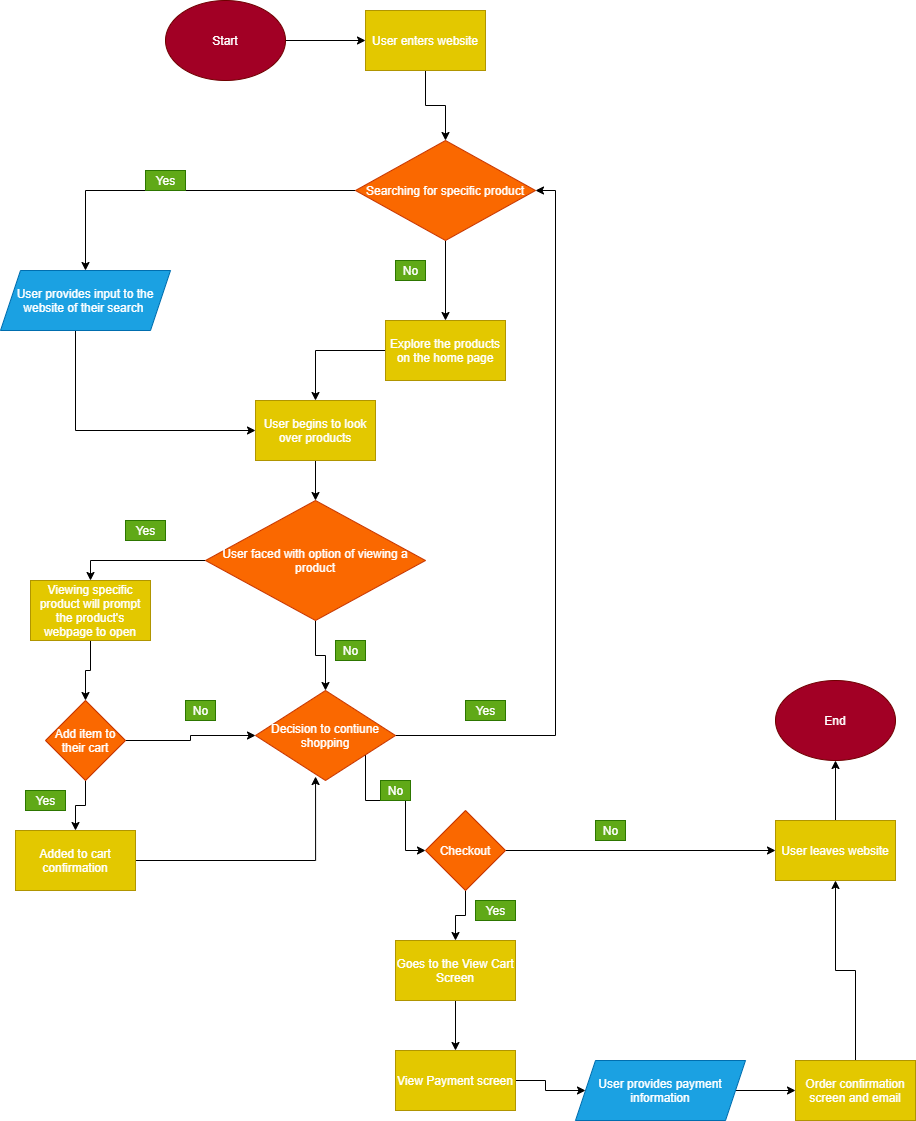 Start
User enters website
Yes
Searching for specific product
No
User provides input to the
website of their search
Explore the products
on the home page
User begins to look
over products
Yes
User faced with option of viewing a
product
Viewing specific
product will prompt
the product's
webpage to open
No
No
Yes
Add item to
their cart
Decision to contiune
shopping
End
Yes
No
Added to cart
confirmation
Checkout
No
User leaves website
Yes
Goes to the View Cart
Screen
View Payment screen
User provides payment
information
Order confirmation
screen and email